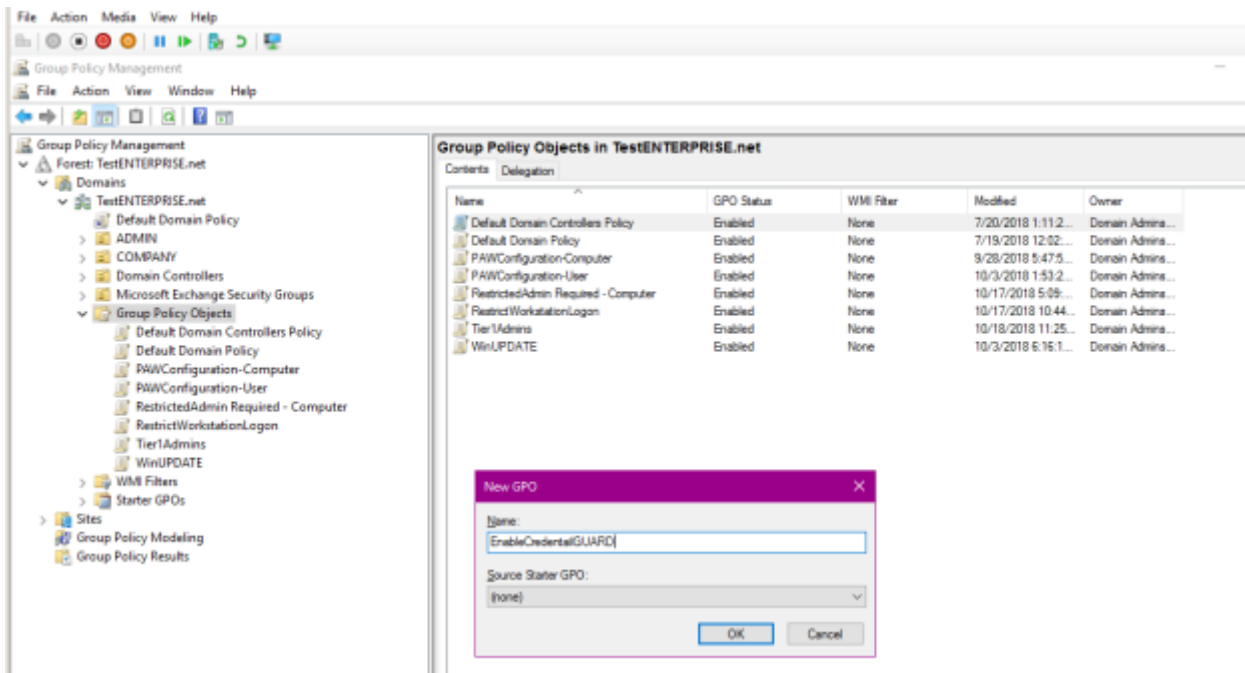 File Action Media View Help
Group Policy Management
File Action View Window Help
Group Policy Management
Forest: TestENTERPRISE.net
Domains
TestENTERPRISE.net
Default Domain Policy
ADMIN
COMPANY
Domain Controllers
Microsoft Exchange Security Groups
Group Policy Objects
Default Domain Controllers Policy
Default Domain Policy
PAWConfiguration-Computer
PAWConfiguration-User
RestrictedAdmin Required - Computer
RestrictWorkstationLogon
Tier1Admins
WinUPDATE
WMI Filters
Starter GPOs
Sites
Group Policy Modeling
Group Policy Results
Group Policy Objects in TestENTERPRISE.net
Contents Delegation
Name GPO Status WMI Filter Modified Owner
Default Domain Controllers Policy Enabled None 7/20/2018 1:11:2... Domain Admins...
Default Domain Policy Enabled None 7/19/2018 12:02:... Domain Admins...
PAWConfiguration-Computer Enabled None 9/28/2018 5:47:5... Domain Admins...
PAWConfiguration-User Enabled None 10/3/2018 1:53:2... Domain Admins...
RestrictedAdmin Required - Computer Enabled None 10/17/2018 5:09:... Domain Admins...
RestrictWorkstationLogon Enabled None 10/17/2018 10:44... Domain Admins...
Tier1Admins Enabled None 10/18/2018 11:25... Domain Admins...
WinUPDATE Enabled None 10/3/2018 6:16:1... Domain Admins...
New GPO
Name:
EnableCredentailGUARD
Source Starter GPO:
(none)
OK Cancel